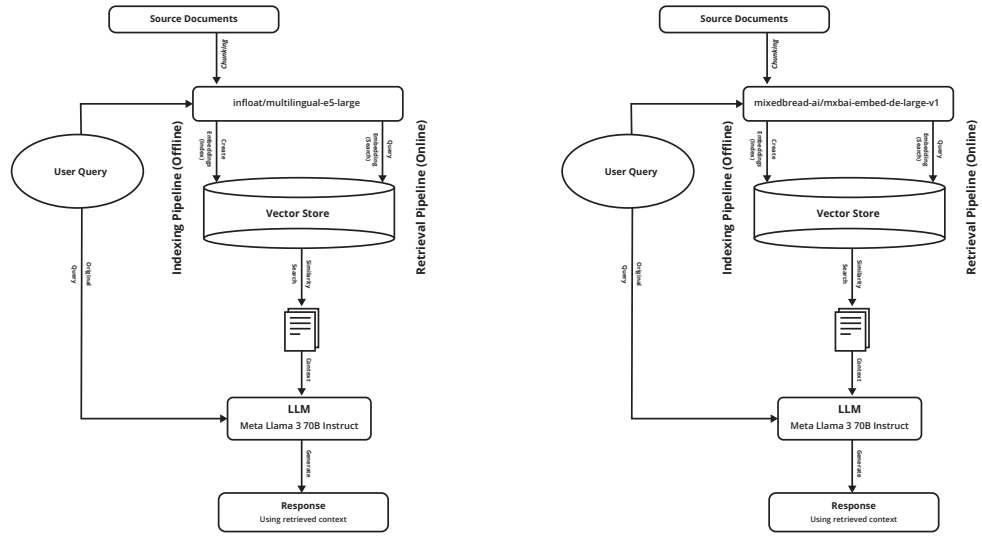 Source Documents
Chunking
infloat/multilingual-e5-large
Create
Embeddings
(Index)
Query
Embedding
(Search)
Indexing Pipeline (Offline)
Retrieval Pipeline (Online)
User Query
Vector Store
Original
Query
Similarity
Search
Context
LLM
Meta Llama 3 70B Instruct
Generate
Response
Using retrieved context
Source Documents
Chunking
mixedbread-ai/mxbai-embed-de-large-v1
Create
Embeddings
(Index)
Query
Embedding
(Search)
Indexing Pipeline (Offline)
Retrieval Pipeline (Online)
User Query
Vector Store
Original
Query
Similarity
Search
Context
LLM
Meta Llama 3 70B Instruct
Generate
Response
Using retrieved context